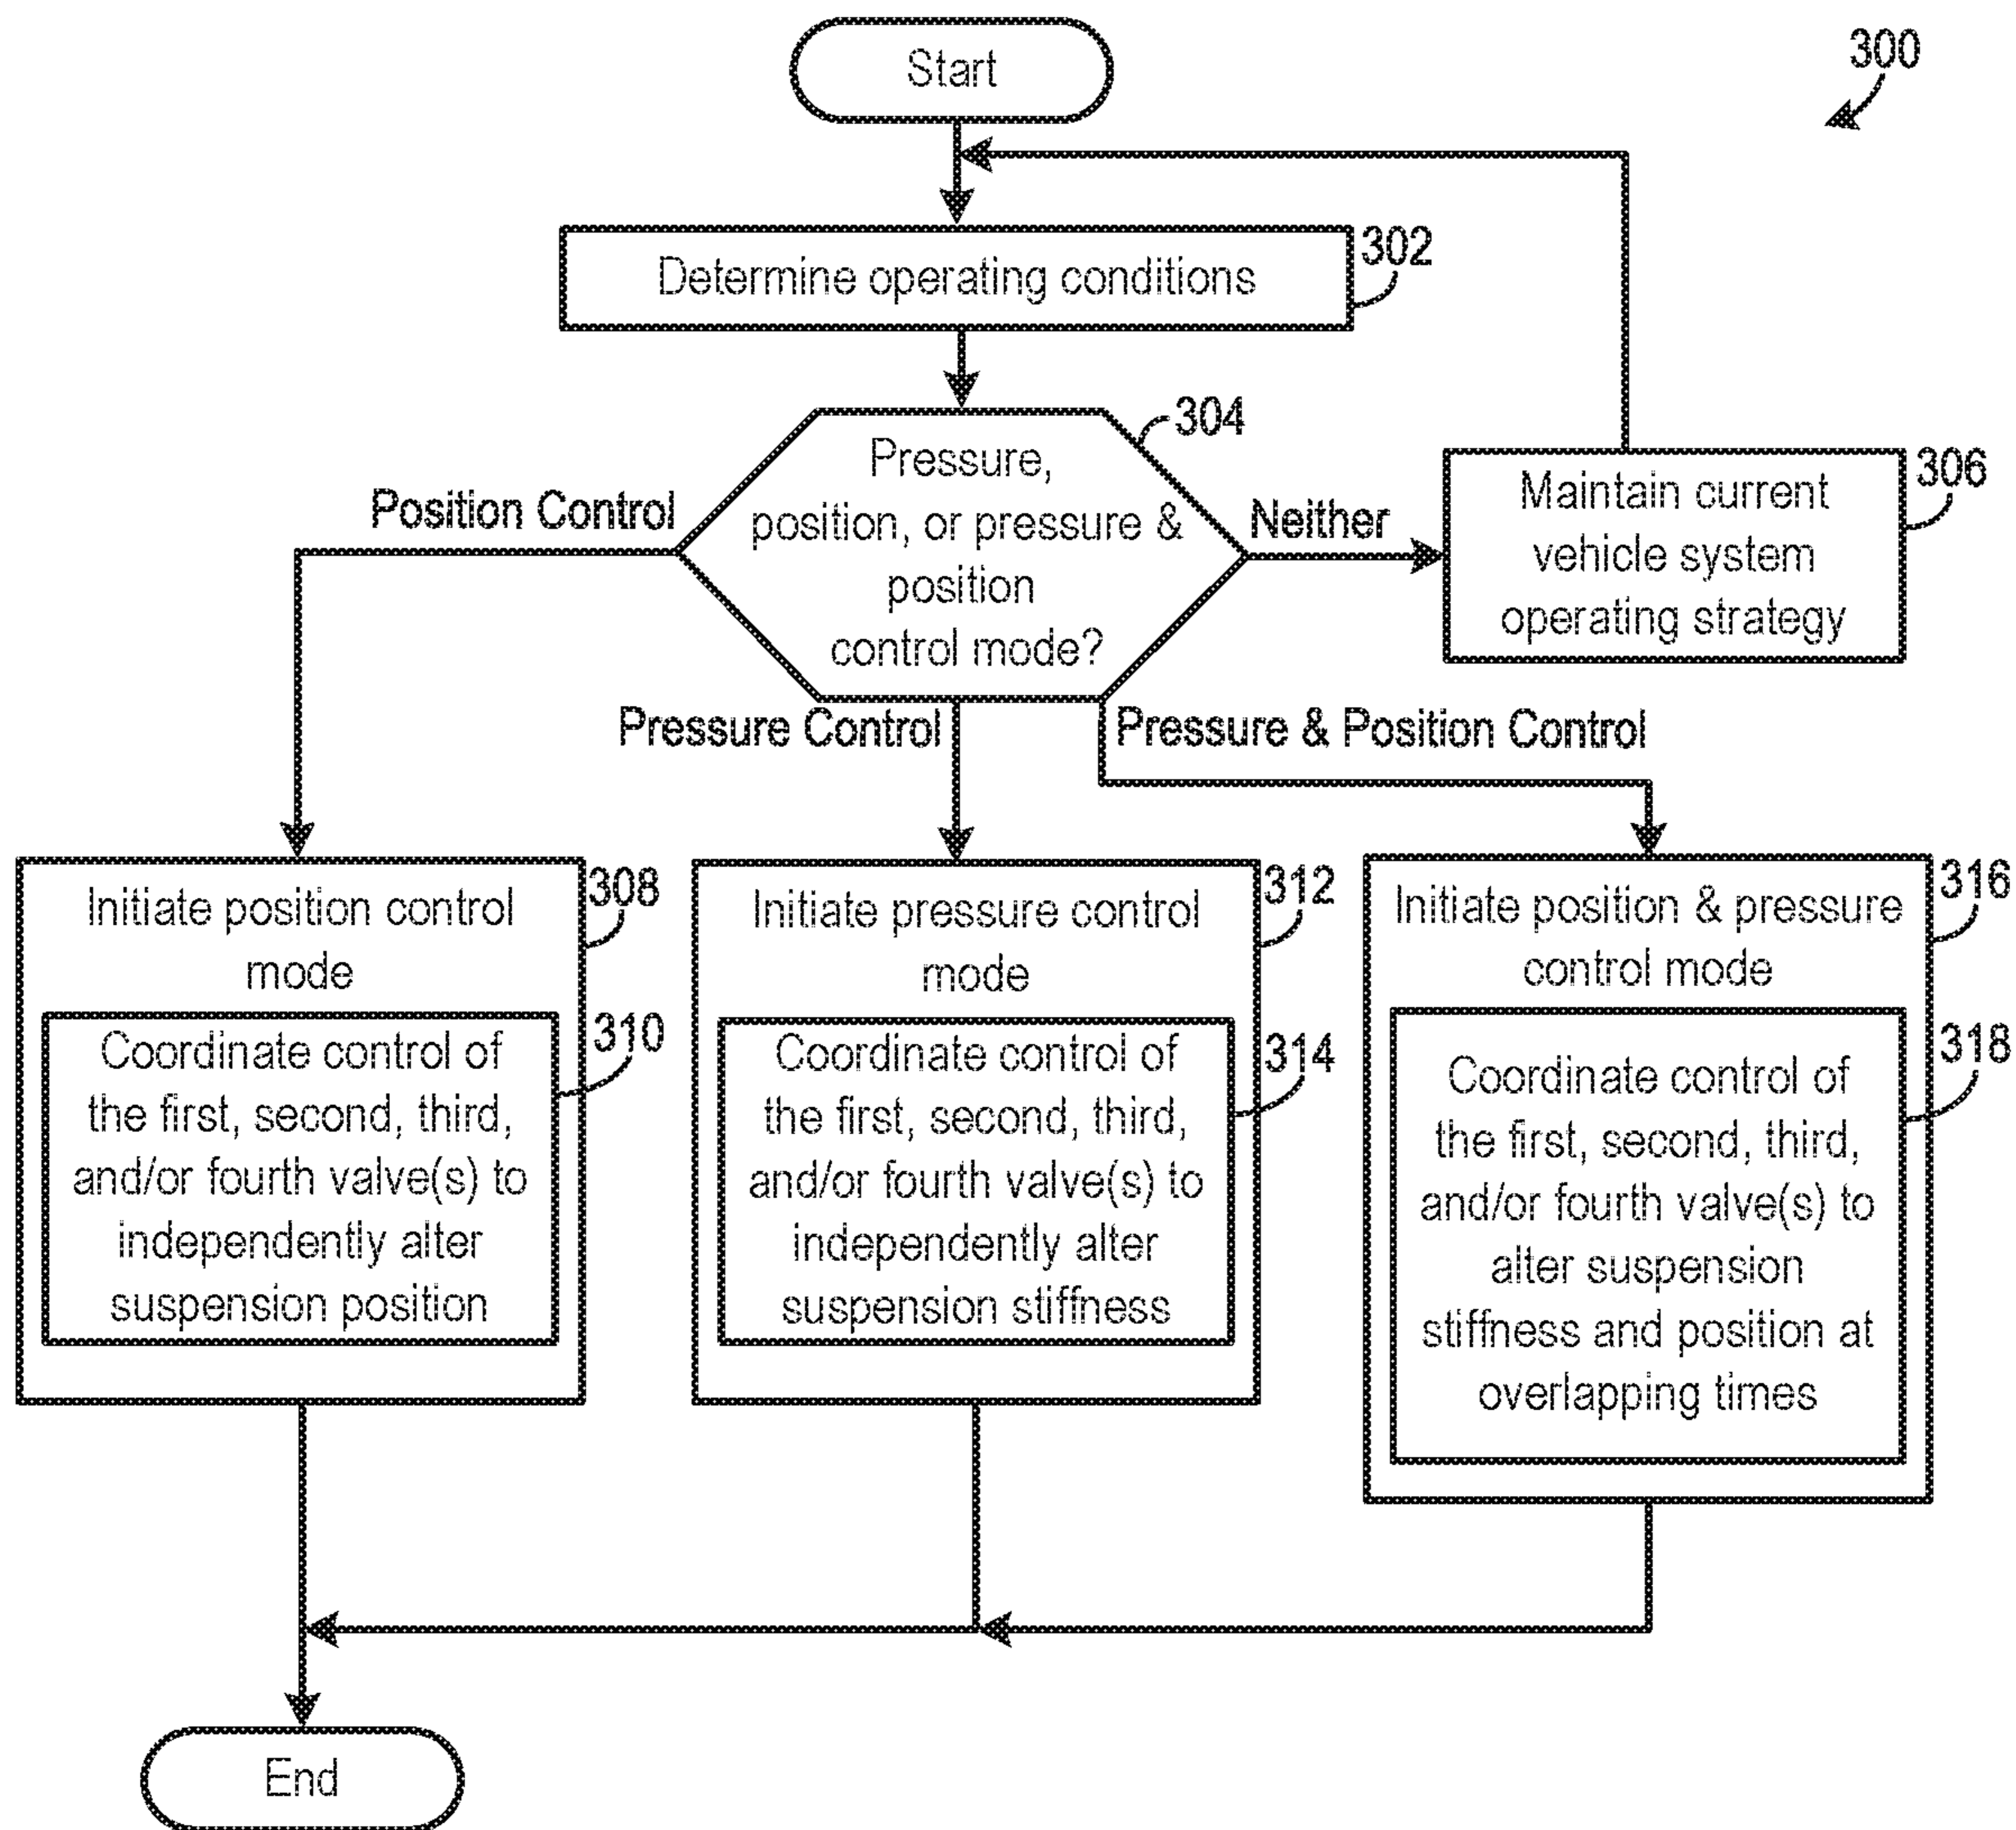 Start
300
Determine operating conditions
302
304
Pressure,
position, or pressure &
position
control mode?
Position Control
Neither
Maintain current
vehicle system
operating strategy
306
Pressure Control
Pressure & Position Control
Initiate position control
mode
308
Coordinate control of
the first, second, third,
and/or fourth valve(s) to
independently alter
suspension position
310
Initiate pressure control
mode
312
Coordinate control of
the first, second, third,
and/or fourth valve(s) to
independently alter
suspension stiffness
314
Initiate position & pressure
control mode
316
Coordinate control of
the first, second, third,
and/or fourth valve(s) to
alter suspension
stiffness and position at
overlapping times
318
End